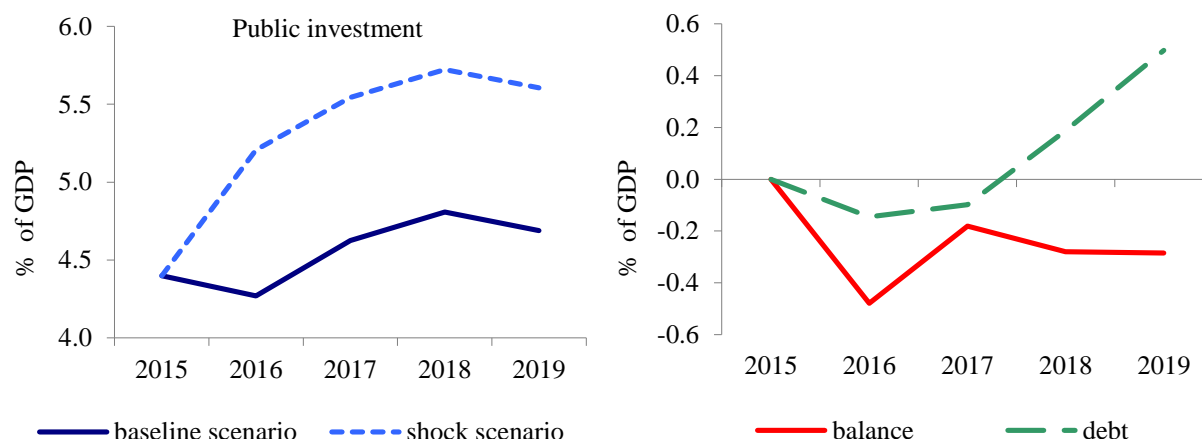 Public investment
% of GDP
6.0
5.5
5.0
4.5
4.0
2015 2016 2017 2018 2019
baseline scenario shock scenario
% of GDP
0.6
0.4
0.2
0.0
-0.2
-0.4
-0.6
2015 2016 2017 2018 2019
balance debt